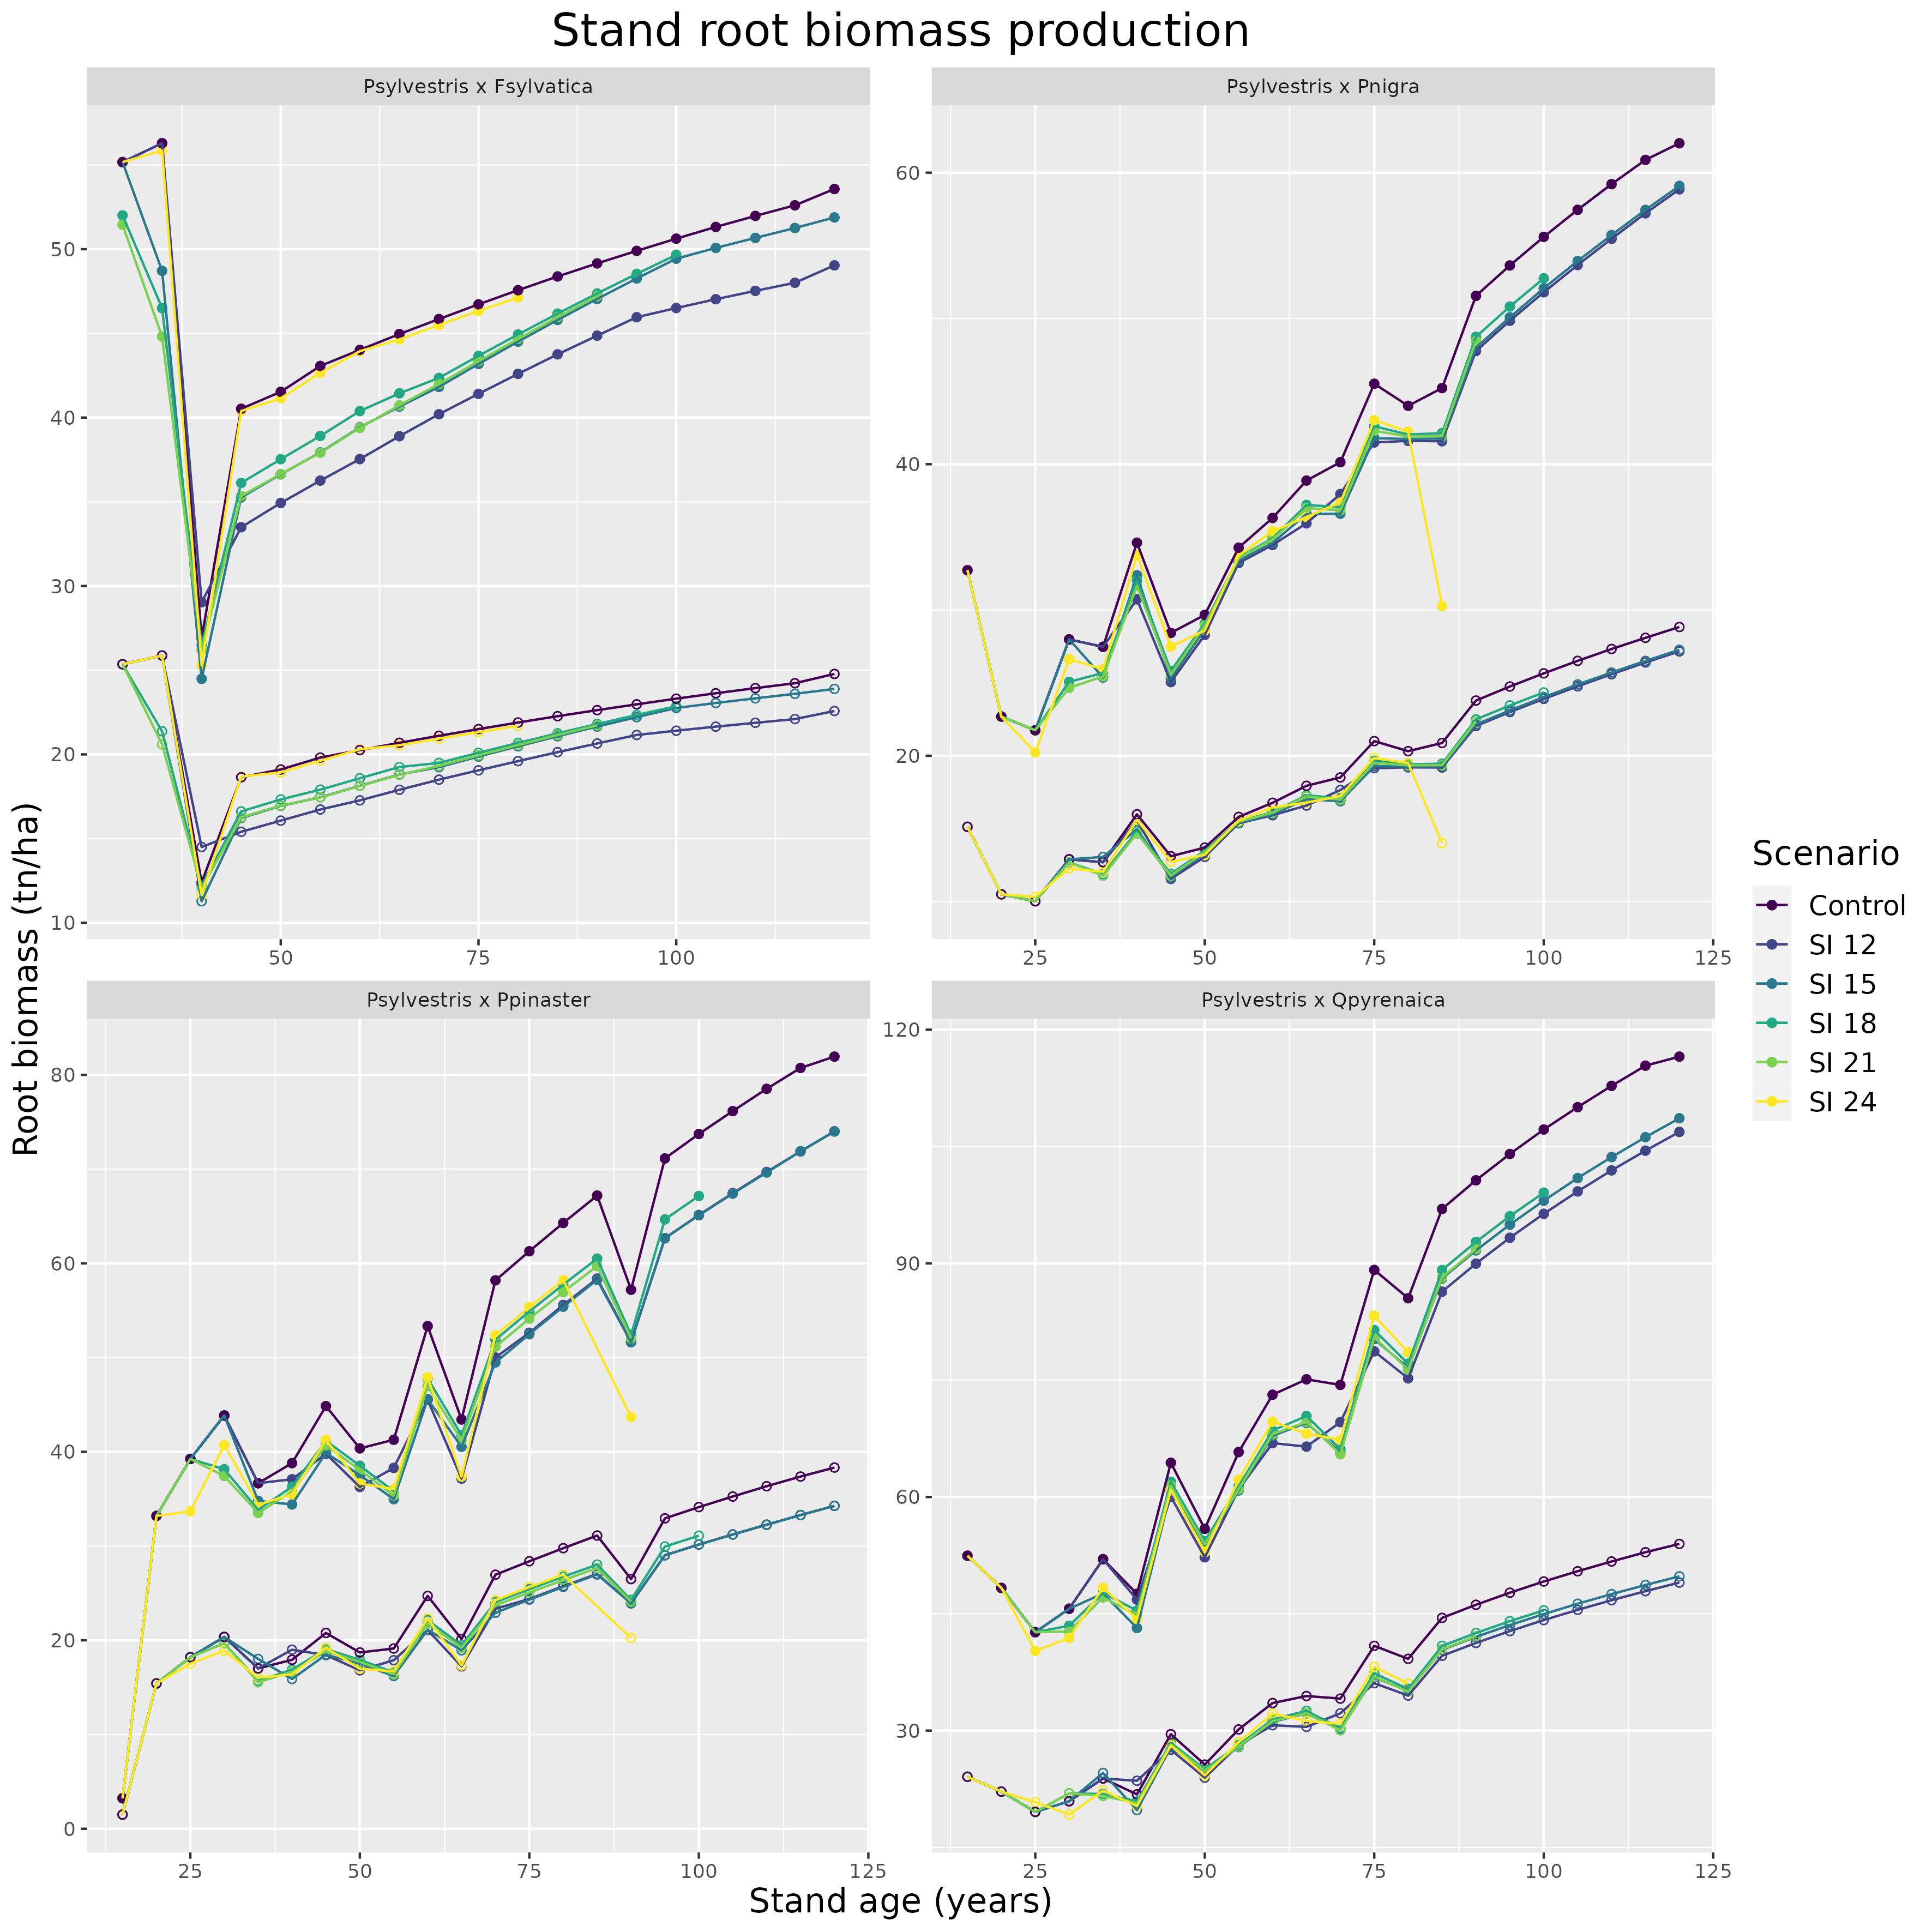 Stand root biomass production
Psylvestris x Fsylvatica
Psylvestris x Pnigra
50
40
30
20
10
50
75
100
60
40
20
25
50
75
100
125
Root biomass (tn/ha)
Psylvestris x Ppinaster
Psylvestris x Qpyrenaica
80
60
40
20
0
25
50
75
100
125
120
90
60
30
25
50
75
100
125
Stand age (years)
Scenario
Control
SI 12
SI 15
SI 18
SI 21
SI 24